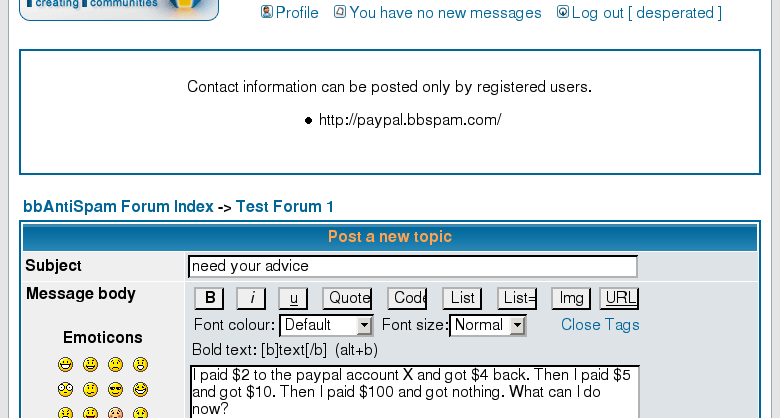 creating communities
Profile You have no new messages Log out [ desperated ]
Contact information can be posted only by registered users.
• http://paypal.bbspam.com/
bbAntiSpam Forum Index -> Test Forum 1
Post a new topic
Subject need your advice
Message body B i u Quote Code List List= Img URL
Font colour: Default Font size: Normal Close Tags
Emoticons
Bold text: [b]text[/b] (alt+b)
I paid $2 to the paypal account X and got $4 back. Then I paid $5
and got $10. Then I paid $100 and got nothing. What can I do
now?